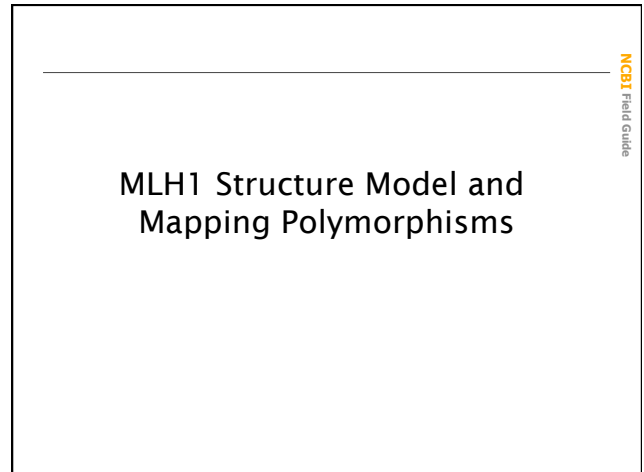 NCBI Field Guide
MLH1 Structure Model and
Mapping Polymorphisms